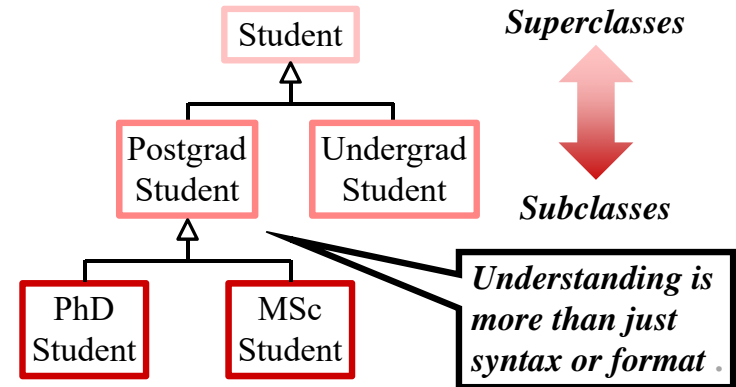 Student
Superclasses
Postgrad
Student
Undergrad
Student
Subclasses
PhD
Student
MSc
Student
Understanding is
more than just
syntax or format .